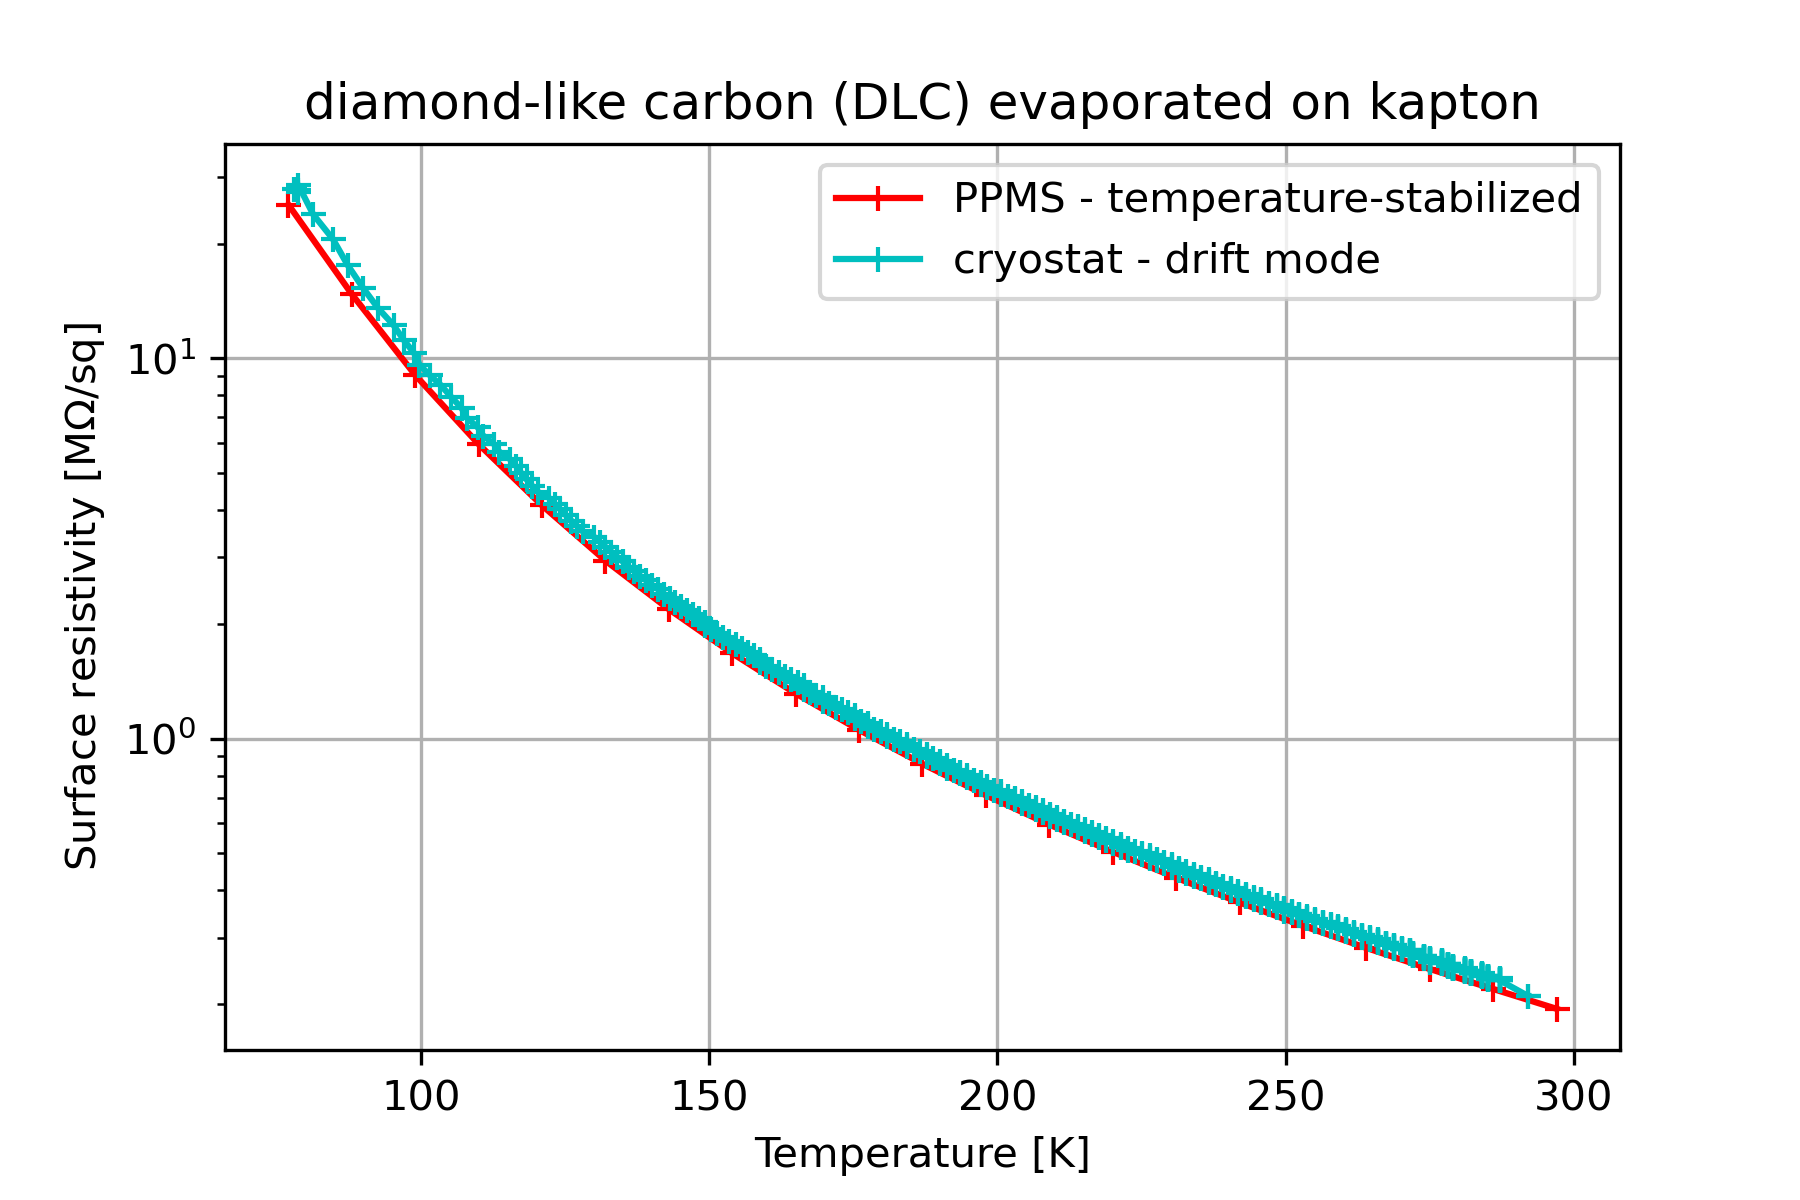 diamond-like carbon (DLC) evaporated on kapton
PPMS - temperature-stabilized
cryostat - drift mode
Surface resistivity [MΩ/sq]
10¹
10⁰
100 150 200 250 300
Temperature [K]